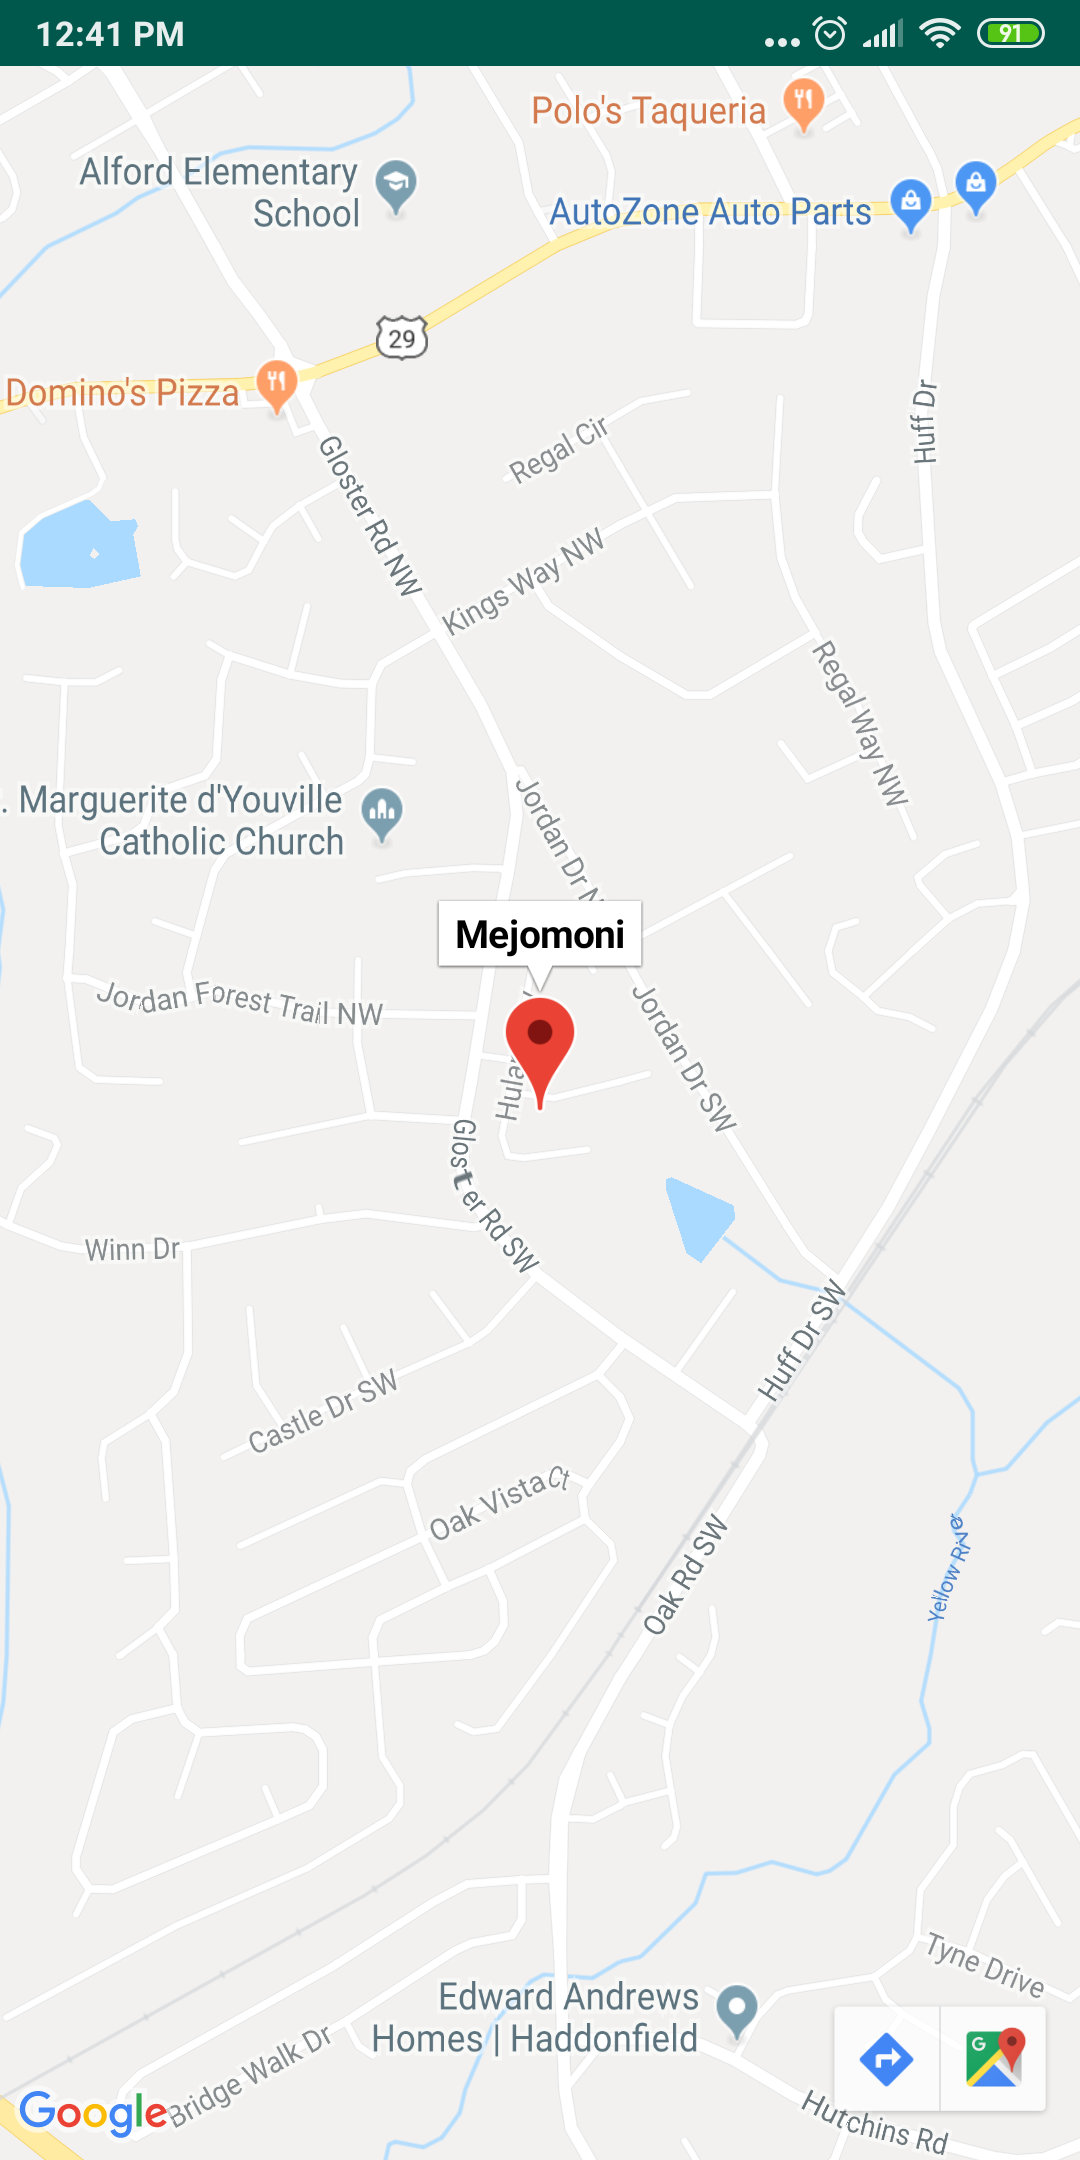 12:41 PM
91
Polo's Taqueria
Alford Elementary
School
AutoZone Auto Parts
29
Domino's Pizza
Huff Dr
Regal Cir
Gloster Rd NW
Kings Way NW
Regal Way NW
. Marguerite d'Youville
Catholic Church
Jordan Dr
Mejomoni
Jordan Forest Trail NW
Jordan Dr SW
Gloster Rd SW
Winn Dr
Huff Dr SW
Castle Dr SW
Oak Vista Ct
Oak Rd SW
Yellow River
Tyne Drive
Edward Andrews
Homes | Haddonfield
Bridge Walk Dr
Google
Hutchins Rd